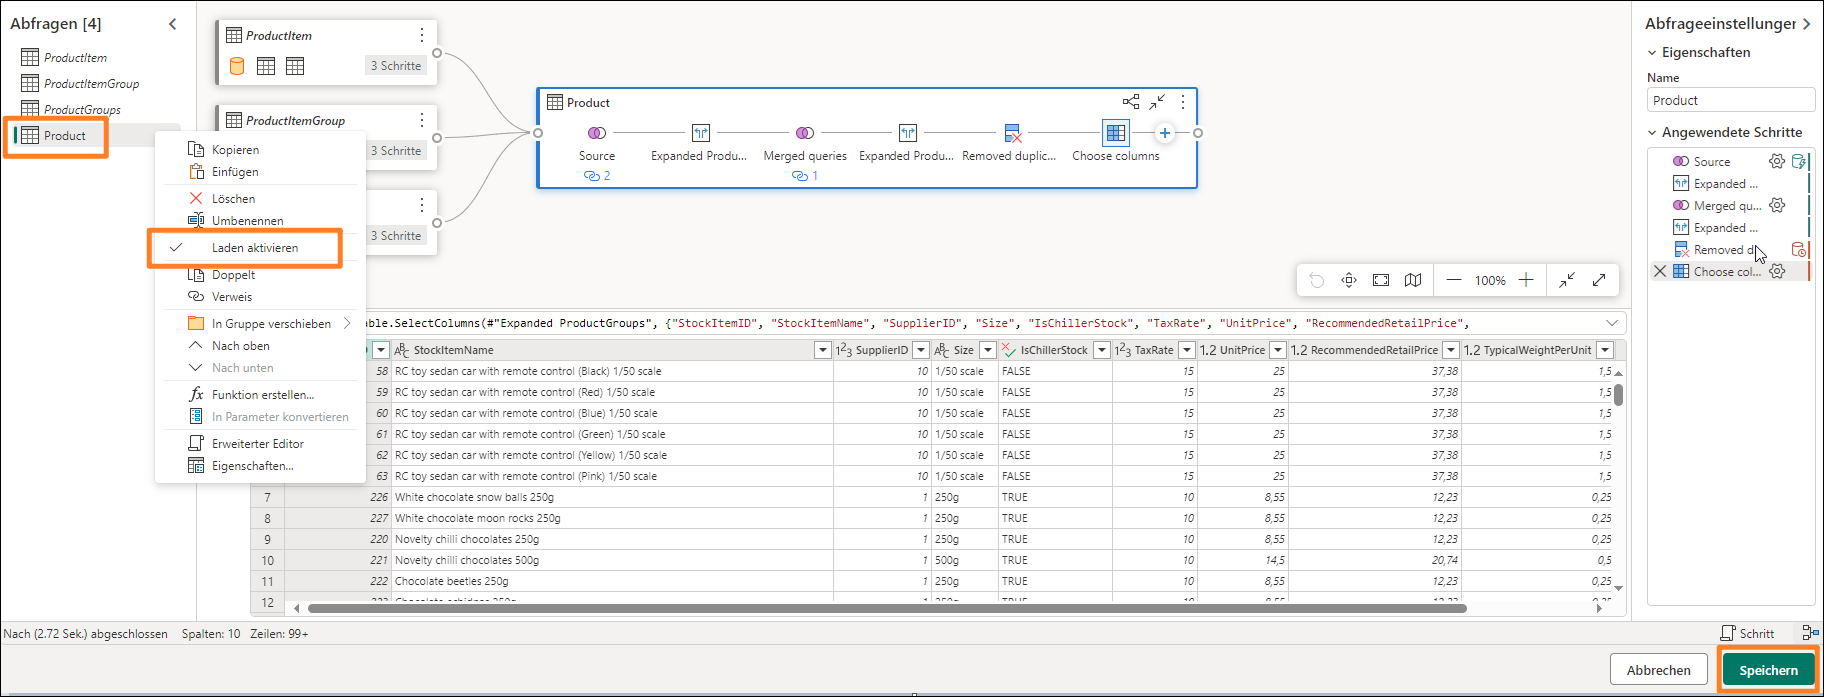 Abfragen [4]
ProductItem
ProductItemGroup
ProductGroups
Product
Kopieren
Einfügen
Löschen
Umbenennen
Laden aktivieren
Doppelt
Verweis
In Gruppe verschieben
Nach oben
Nach unten
Funktion erstellen...
In Parameter konvertieren
Erweiterter Editor
Eigenschaften...
ProductItem
3 Schritte
ProductItemGroup
3 Schritte
3 Schritte
Product
Source Expanded Produ... Merged queries Expanded Produ... Removed duplic... Choose columns
2 1
100%
able.SelectColumns(#"Expanded ProductGroups", {"StockItemID", "StockItemName", "SupplierID", "Size", "IsChillerStock", "TaxRate", "UnitPrice", "RecommendedRetailPrice",
StockItemName 123 SupplierID Size IsChillerStock 123 TaxRate 1.2 UnitPrice 1.2 RecommendedRetailPrice 1.2 TypicalWeightPerUnit
58 RC toy sedan car with remote control (Black) 1/50 scale 10 1/50 scale FALSE 15 25 37,38 1,5
59 RC toy sedan car with remote control (Red) 1/50 scale 10 1/50 scale FALSE 15 25 37,38 1,5
60 RC toy sedan car with remote control (Blue) 1/50 scale 10 1/50 scale FALSE 15 25 37,38 1,5
61 RC toy sedan car with remote control (Green) 1/50 scale 10 1/50 scale FALSE 15 25 37,38 1,5
62 RC toy sedan car with remote control (Yellow) 1/50 scale 10 1/50 scale FALSE 15 25 37,38 1,5
63 RC toy sedan car with remote control (Pink) 1/50 scale 10 1/50 scale FALSE 15 25 37,38 1,5
7 226 White chocolate snow balls 250g 1 250g TRUE 10 8,55 12,23 0,25
8 227 White chocolate moon rocks 250g 1 250g TRUE 10 8,55 12,23 0,25
9 220 Novelty chilli chocolates 250g 1 250g TRUE 10 8,55 12,23 0,25
10 221 Novelty chilli chocolates 500g 1 500g TRUE 10 14,5 20,74 0,5
11 222 Chocolate beetles 250g 1 250g TRUE 10 8,55 12,23 0,25
12
Abfrageeinstellunger
Eigenschaften
Name
Product
Angewendete Schritte
Source
Expanded ...
Merged qu...
Expanded ...
Removed d
Choose col...
Nach (2.72 Sek.) abgeschlossen Spalten: 10 Zeilen: 99+
Schritt
Abbrechen
Speichern